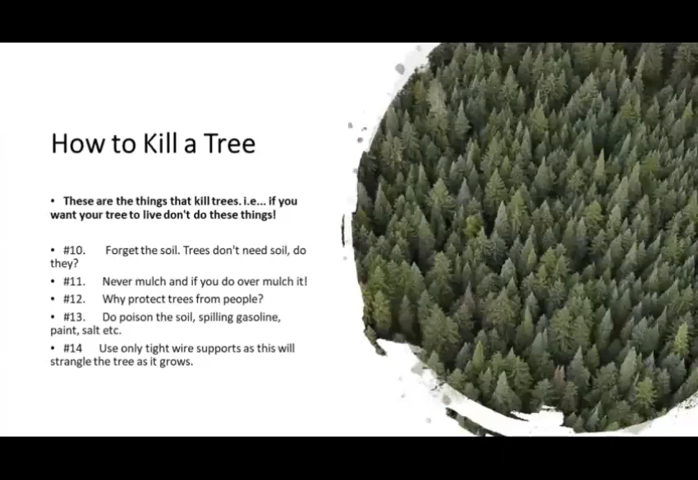 How to Kill a Tree
• These are the things that kill trees. i.e... if you
want your tree to live don't do these things!
• #10. Forget the soil. Trees don't need soil, do
they?
• #11. Never mulch and if you do over mulch it!
• #12. Why protect trees from people?
• #13. Do poison the soil, spilling gasoline,
paint, salt etc.
• #14 Use only tight wire supports as this will
strangle the tree as it grows.